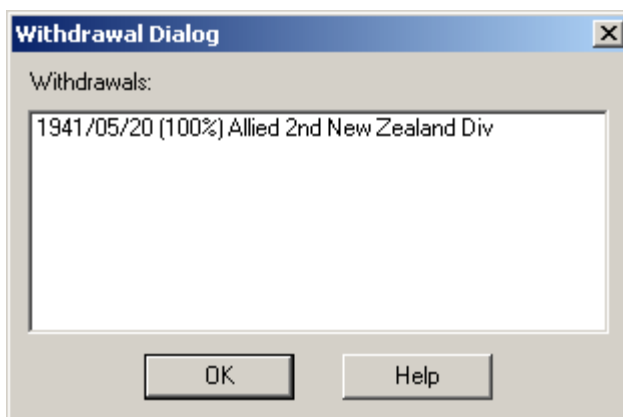 Withdrawal Dialog
Withdrawals:
1941/05/20 (100%) Allied 2nd New Zealand Div
OK
Help